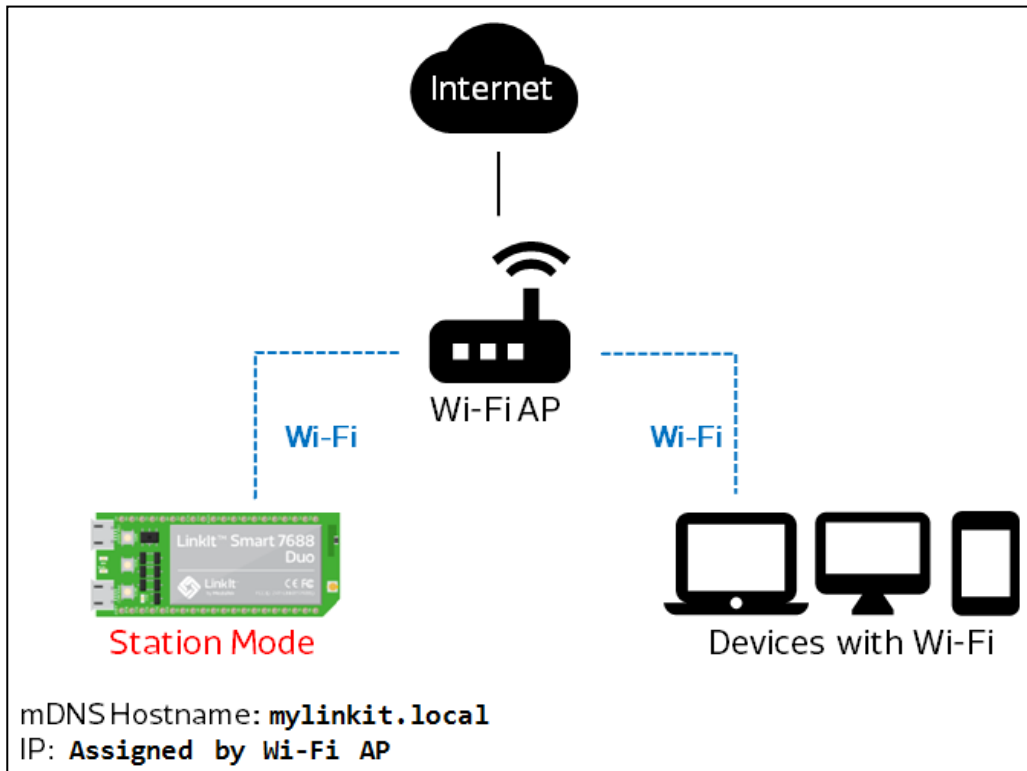 Internet
Wi-Fi AP
Wi-Fi
Wi-Fi
LinkIt™ Smart 7688
Duo
LinkIt
CE FC
Station Mode
Devices with Wi-Fi
mDNS Hostname: mylinkit.local
IP: Assigned by Wi-Fi AP